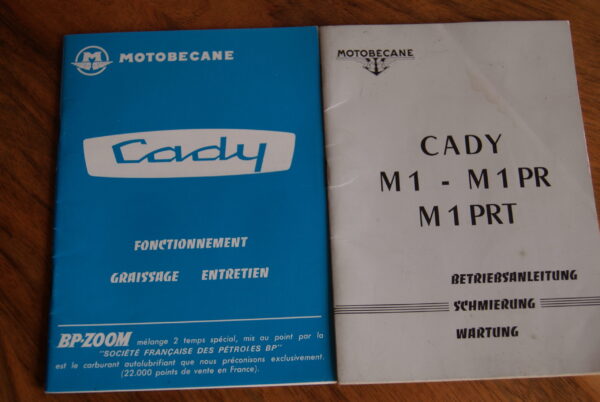 M MOTOBECANE
Cady
FONCTIONNEMENT
GRAISSAGE ENTRETIEN
BP-ZOOM mélange 2 temps spécial, mis au point par la
"SOCIÉTÉ FRANÇAISE DES PÉTROLES BP"
est le carburant autolubrifiant que nous préconisons exclusivement.
(22.000 points de vente en France).
MOTOBECANE
CADY
M1 - M1PR
M1PRT
BETRIEBSANLEITUNG
SCHMIERUNG
WARTUNG